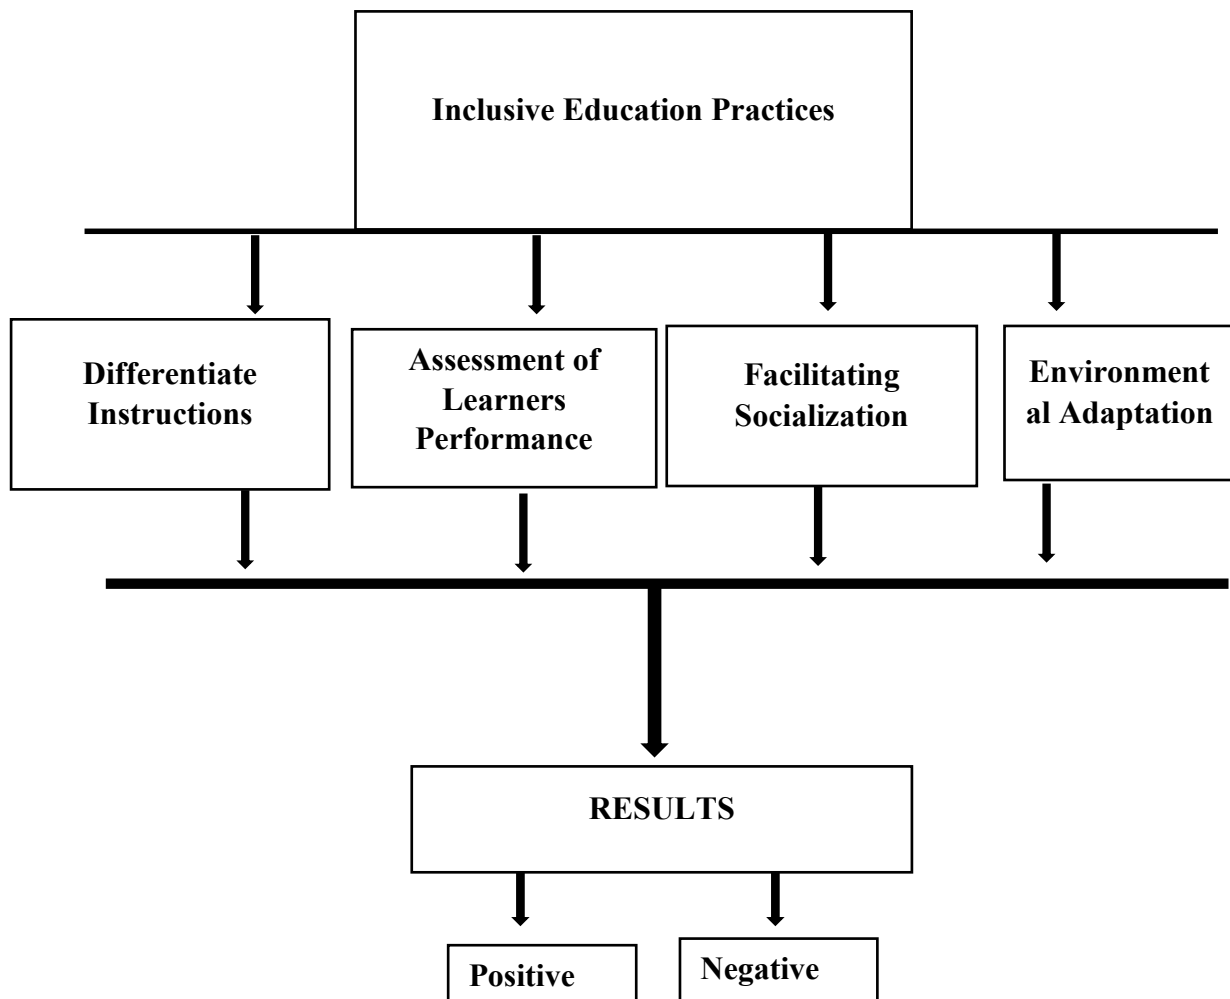 Inclusive Education Practices
Differentiate
Instructions
Assessment of
Learners
Performance
Facilitating
Socialization
Environment
al Adaptation
RESULTS
Positive
Negative